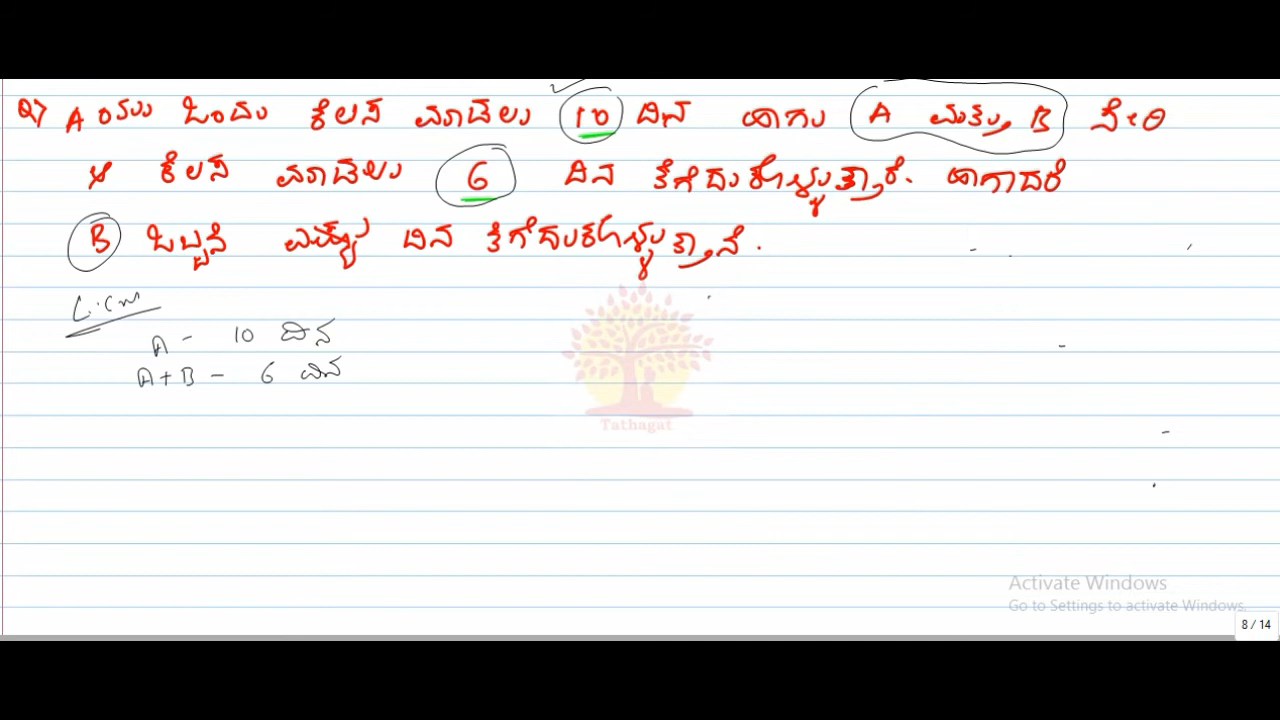 Q) A ಯು ಒಂದು ಕೆಲಸ ಮಾಡಲು 10 ದಿನ ಹಾಗು A ಮತ್ತು B ಸೇರಿ
ಆ ಕೆಲಸ ಮಾಡಲು 6 ದಿನ ತೆಗೆದುಕೊಳ್ಳುತ್ತಾರೆ. ಹಾಗಾದರೆ
B ಒಬ್ಬನೆ ಎಷ್ಟು ದಿನ ತೆಗೆದುಕೊಳ್ಳುತ್ತಾನೆ.
L.C.M
A - 10 ದಿನ
A+B - 6 ದಿನ
Tathagat
Activate Windows
Go to Settings to activate Windows.
8 / 14